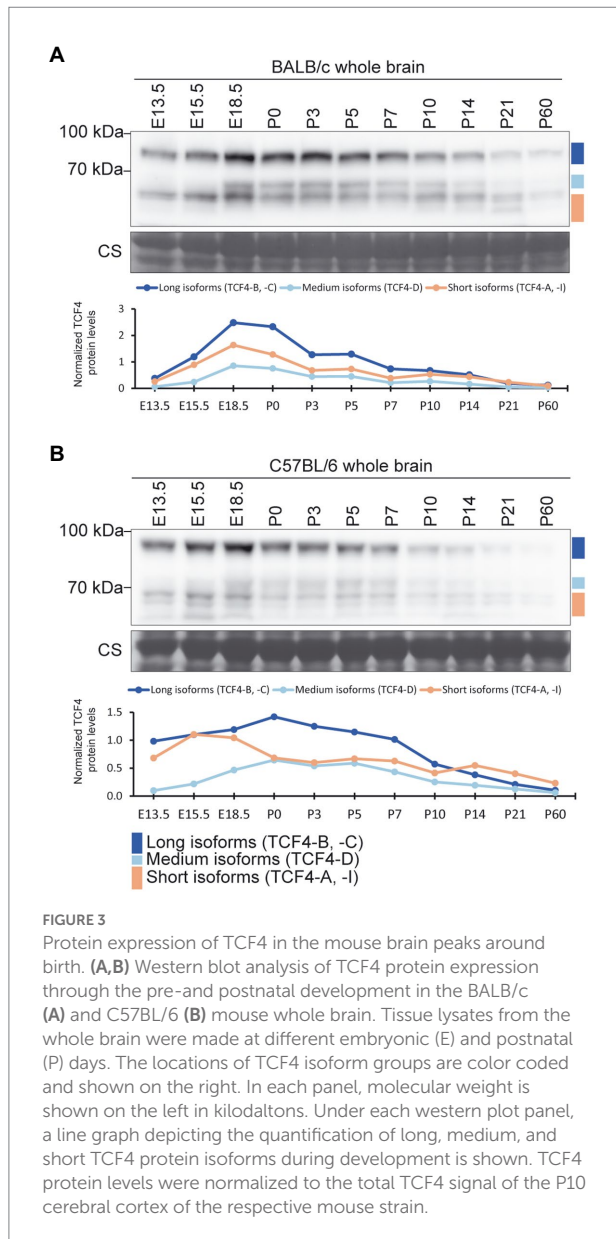 A
BALB/c whole brain
E13.5 E15.5 E18.5 P0 P3 P5 P7 P10 P14 P21 P60
100 kDa
70 kDa
CS
Long isoforms (TCF4-B, -C) Medium isoforms (TCF4-D) Short isoforms (TCF4-A, -I)
Normalized TCF4
protein levels
3
2
1
0
E13.5 E15.5 E18.5 P0 P3 P5 P7 P10 P14 P21 P60
B
C57BL/6 whole brain
E13.5 E15.5 E18.5 P0 P3 P5 P7 P10 P14 P21 P60
100 kDa
70 kDa
CS
Long isoforms (TCF4-B, -C) Medium isoforms (TCF4-D) Short isoforms (TCF4-A, -I)
Normalized TCF4
protein levels
1.5
1.0
0.5
0.0
E13.5 E15.5 E18.5 P0 P3 P5 P7 P10 P14 P21 P60
Long isoforms (TCF4-B, -C)
Medium isoforms (TCF4-D)
Short isoforms (TCF4-A, -I)
FIGURE 3
Protein expression of TCF4 in the mouse brain peaks around
birth. (A,B) Western blot analysis of TCF4 protein expression
through the pre-and postnatal development in the BALB/c
(A) and C57BL/6 (B) mouse whole brain. Tissue lysates from the
whole brain were made at different embryonic (E) and postnatal
(P) days. The locations of TCF4 isoform groups are color coded
and shown on the right. In each panel, molecular weight is
shown on the left in kilodaltons. Under each western plot panel,
a line graph depicting the quantification of long, medium, and
short TCF4 protein isoforms during development is shown. TCF4
protein levels were normalized to the total TCF4 signal of the P10
cerebral cortex of the respective mouse strain.